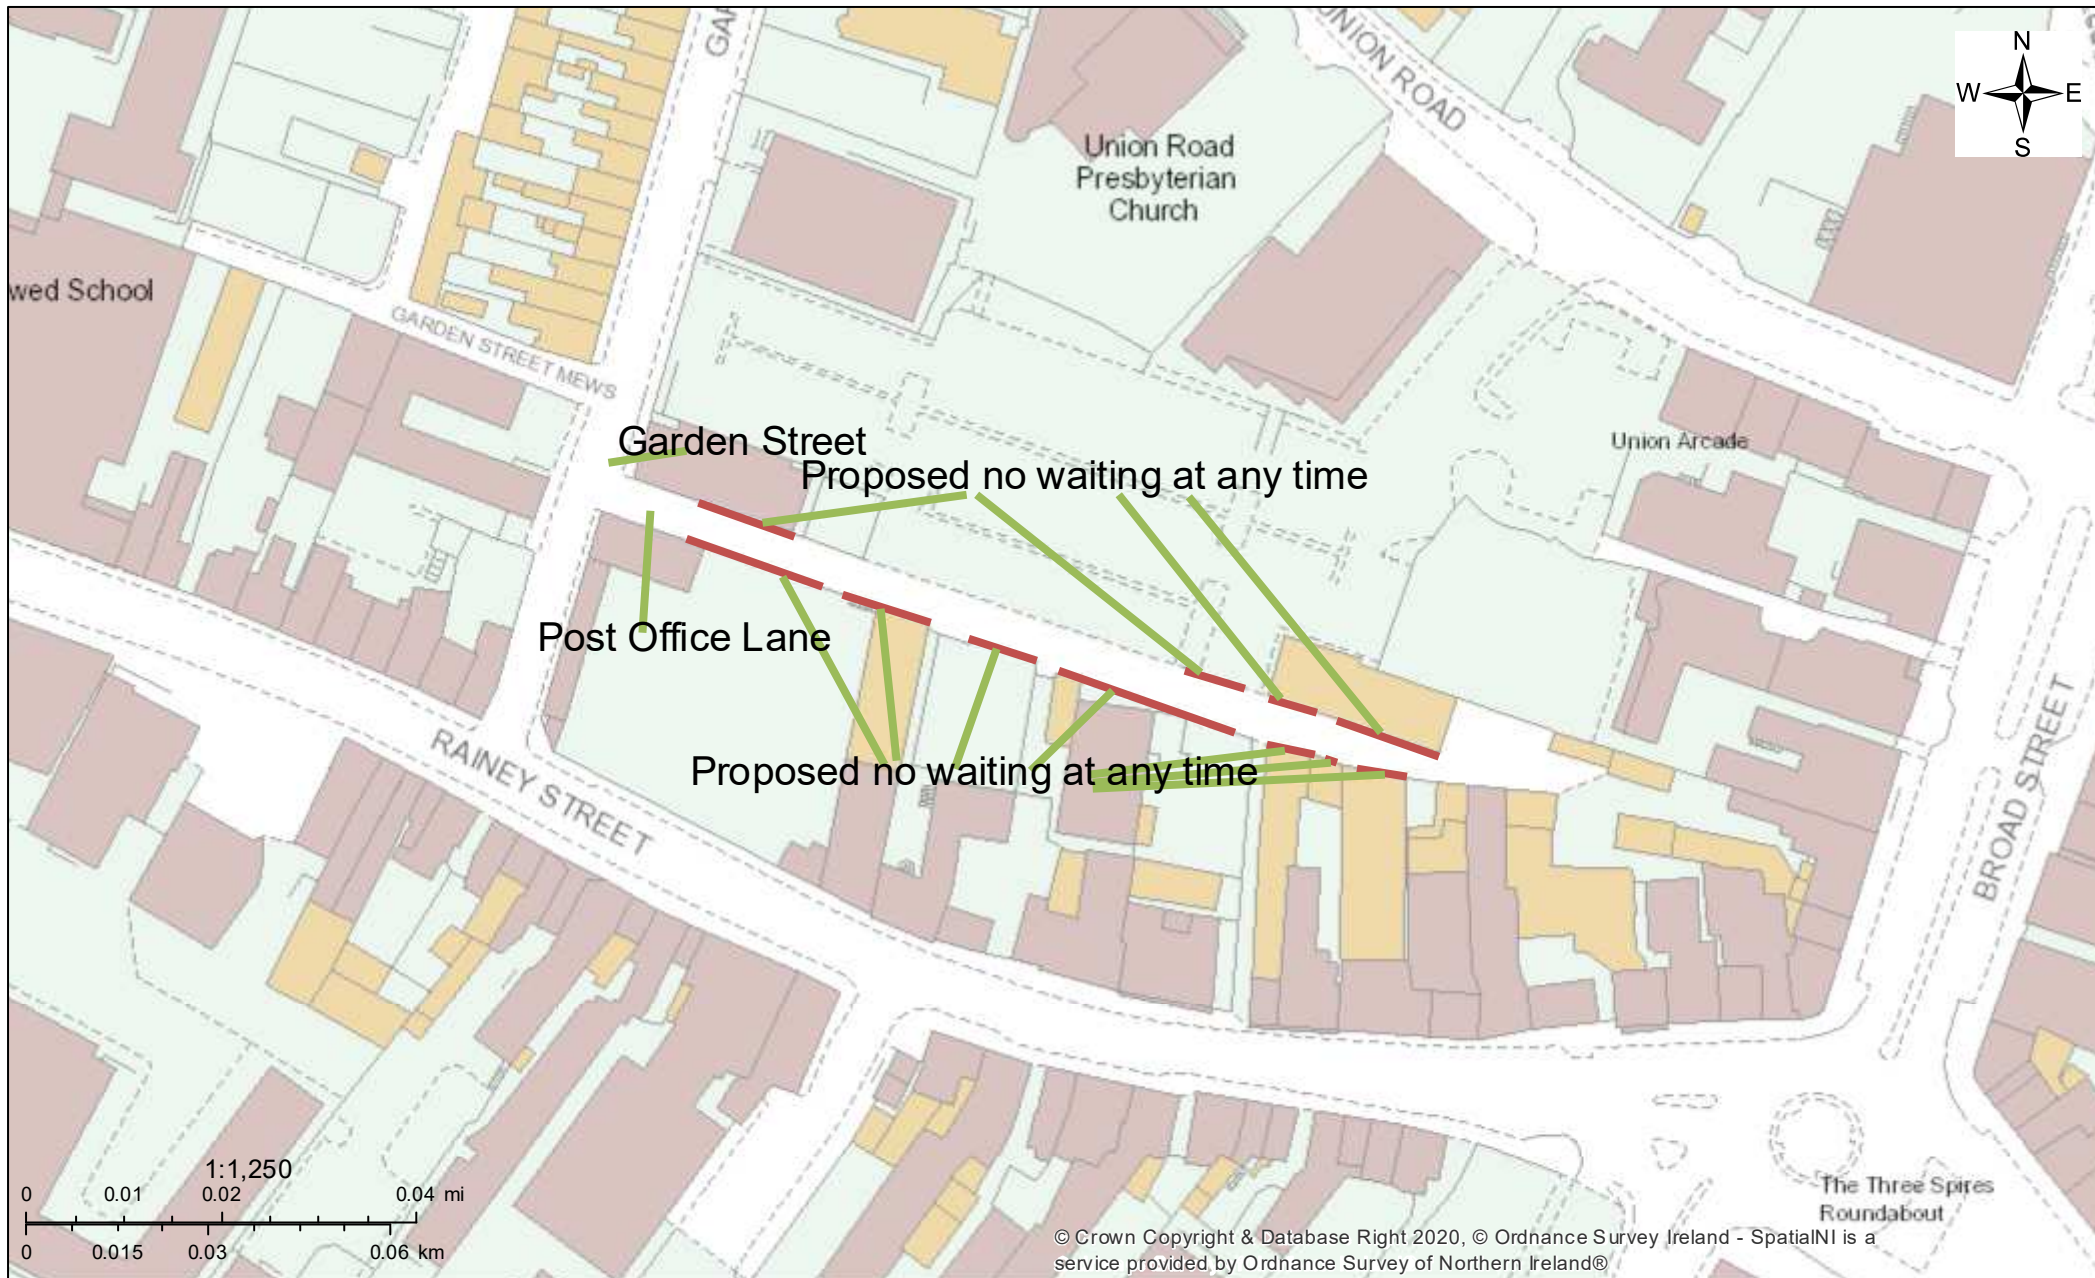 GAR
UNION ROAD
N
W E
S
Union Road
Presbyterian
Church
wed School
GARDEN STREET MEWS
Garden Street
Proposed no waiting at any time
Union Arcade
Post Office Lane
Proposed no waiting at any time
RAINEY STREET
BROAD STREET
1:1,250
0 0.01 0.02 0.04 mi
0 0.015 0.03 0.06 km
The Three Spires
Roundabout
© Crown Copyright & Database Right 2020, © Ordnance Survey Ireland - SpatialNI is a
service provided by Ordnance Survey of Northern Ireland®